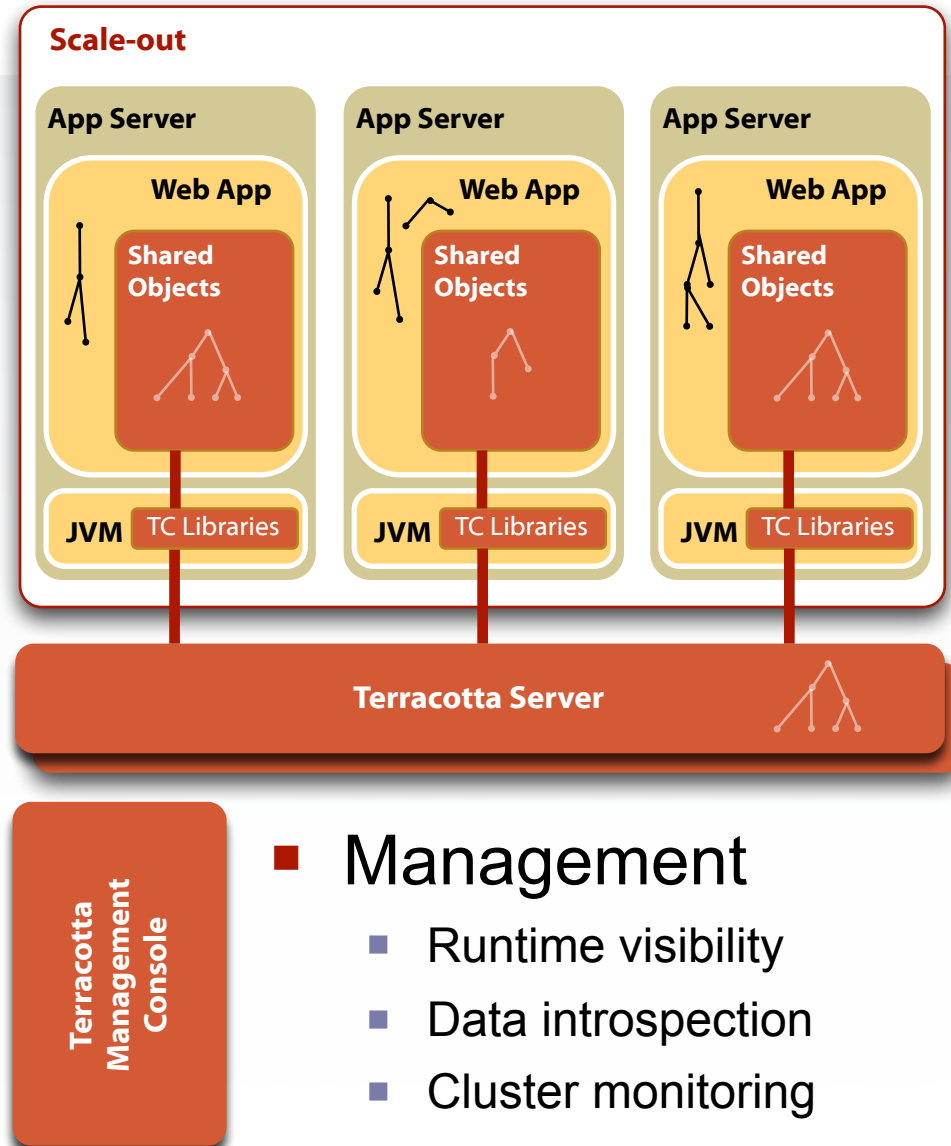 Scale-out
App Server
App Server
App Server
Web App
Web App
Web App
Shared
Objects
Shared
Objects
Shared
Objects
JVM
TC Libraries
JVM
TC Libraries
JVM
TC Libraries
Terracotta Server
Terracotta
Management
Console
Management
Runtime visibility
Data introspection
Cluster monitoring